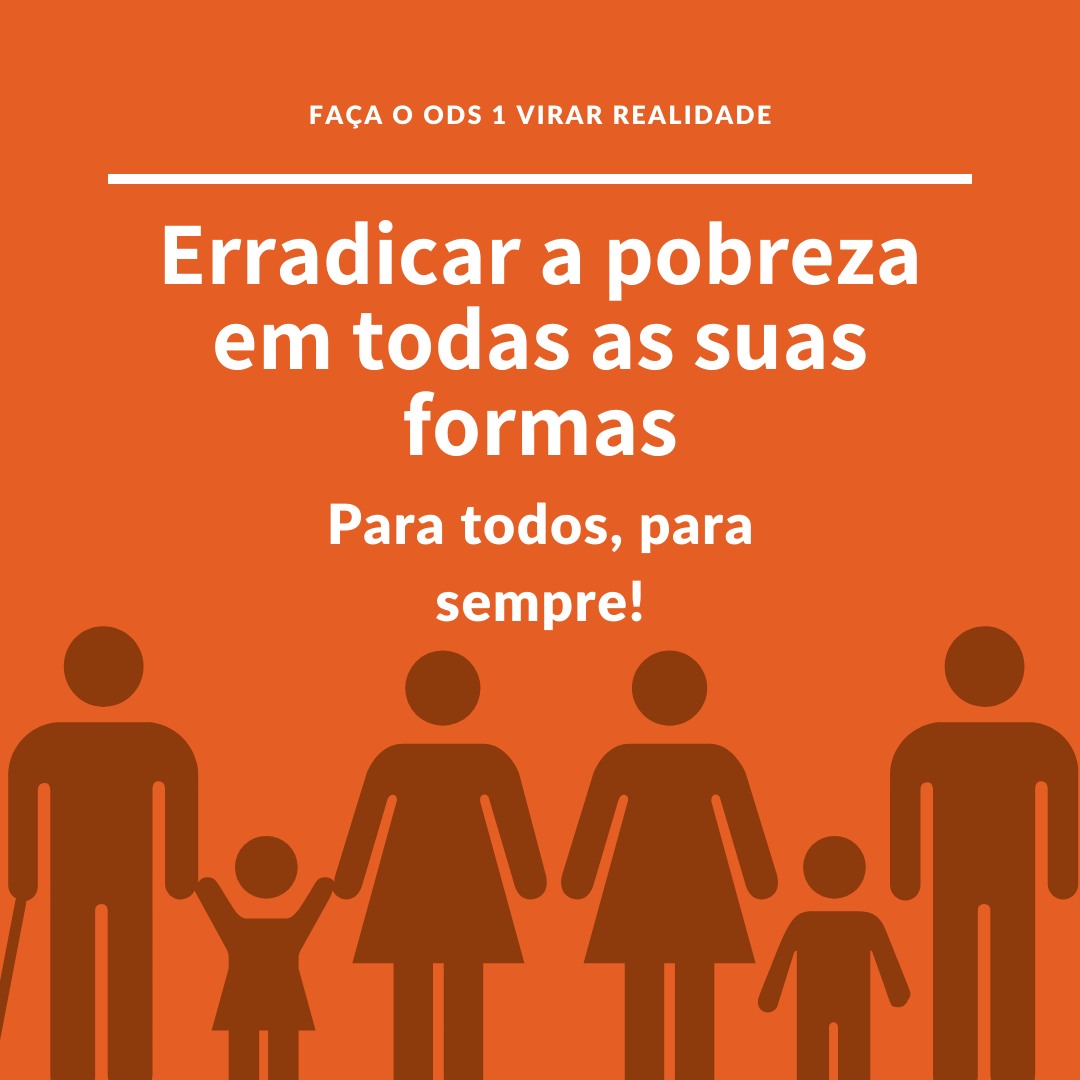 FAÇA O ODS 1 VIRAR REALIDADE
Erradicar a pobreza
em todas as suas
formas
Para todos, para
sempre!